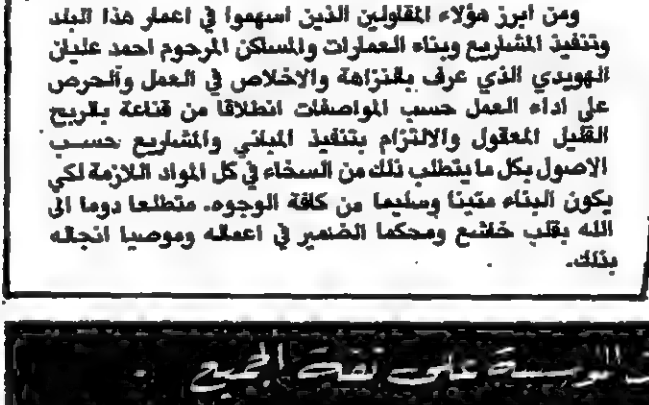 ومن ابرز هؤلاء المقاولين الذين اسهموا في اعمار هذا البلد
وتنفيذ المشاريع وبناء العمارات والمساكن المرحوم احمد عليان
الهويدي الذي عرف بالنزاهة والاخلاص في العمل والحرص
على اداء العمل حسب المواصفات انطلاقا من قناعة بالربح
القليل المعقول والالتزام بتنفيذ المباني والمشاريع حسب
الاصول بكل ما يتطلب ذلك من السخاء في كل المواد اللازمة لكي
يكون البناء متينا وسليما من كافة الوجوه. متطلعا دوما الى
الله بقلب خاشع ومحكما الضمير في اعماله وموصيا انجاله
بذلك.
على ثقة الجميع